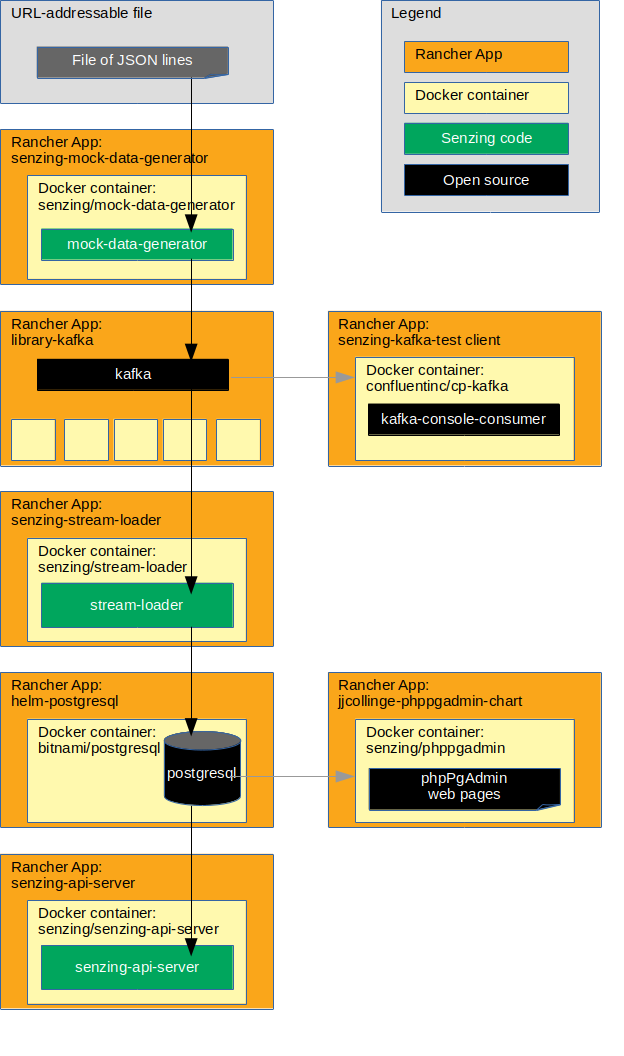 URL-addressable file
File of JSON lines
Legend
Rancher App
Docker container
Senzing code
Open source
Rancher App:
senzing-mock-data-generator
Docker container:
senzing/mock-data-generator
mock-data-generator
Rancher App:
library-kafka
kafka
Rancher App:
senzing-kafka-test client
Docker container:
confluentinc/cp-kafka
kafka-console-consumer
Rancher App:
senzing-stream-loader
Docker container:
senzing/stream-loader
stream-loader
Rancher App:
helm-postgresql
Docker container:
bitnami/postgresql
postgresql
Rancher App:
jjcollinge-phppgadmin-chart
Docker container:
senzing/phppgadmin
phpPgAdmin
web pages
Rancher App:
senzing-api-server
Docker container:
senzing/senzing-api-server
senzing-api-server